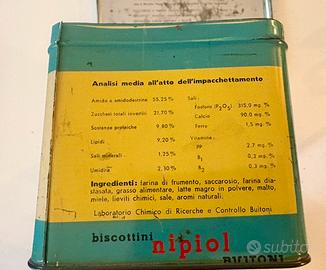 Analisi media all'atto dell'impacchettamento
Amido e amidodestrine 55,25 %
Zuccheri totali invertiti 21,70 %
Sostanze proteiche 9,80 %
Lipidi 9,20 %
Sali minerali 1,25 %
Umidità 2,10 %
Sali:
Fosforo (P2O5) 315,0 mg. %
Calcio 90,0 mg. %
Ferro 1,5 mg. %
Vitamine:
PP 2,7 mg. %
B1 0,2 mg. %
B2 0,3 mg. %
Ingredienti: farina di frumento, saccarosio, farina dia-
stasata, grasso alimentare, latte magro in polvere, malto,
miele, lieviti chimici, sale, aromi naturali.
Laboratorio Chimico di Ricerche e Controllo Buitoni
biscottini
nipiol
BUITONI
subito